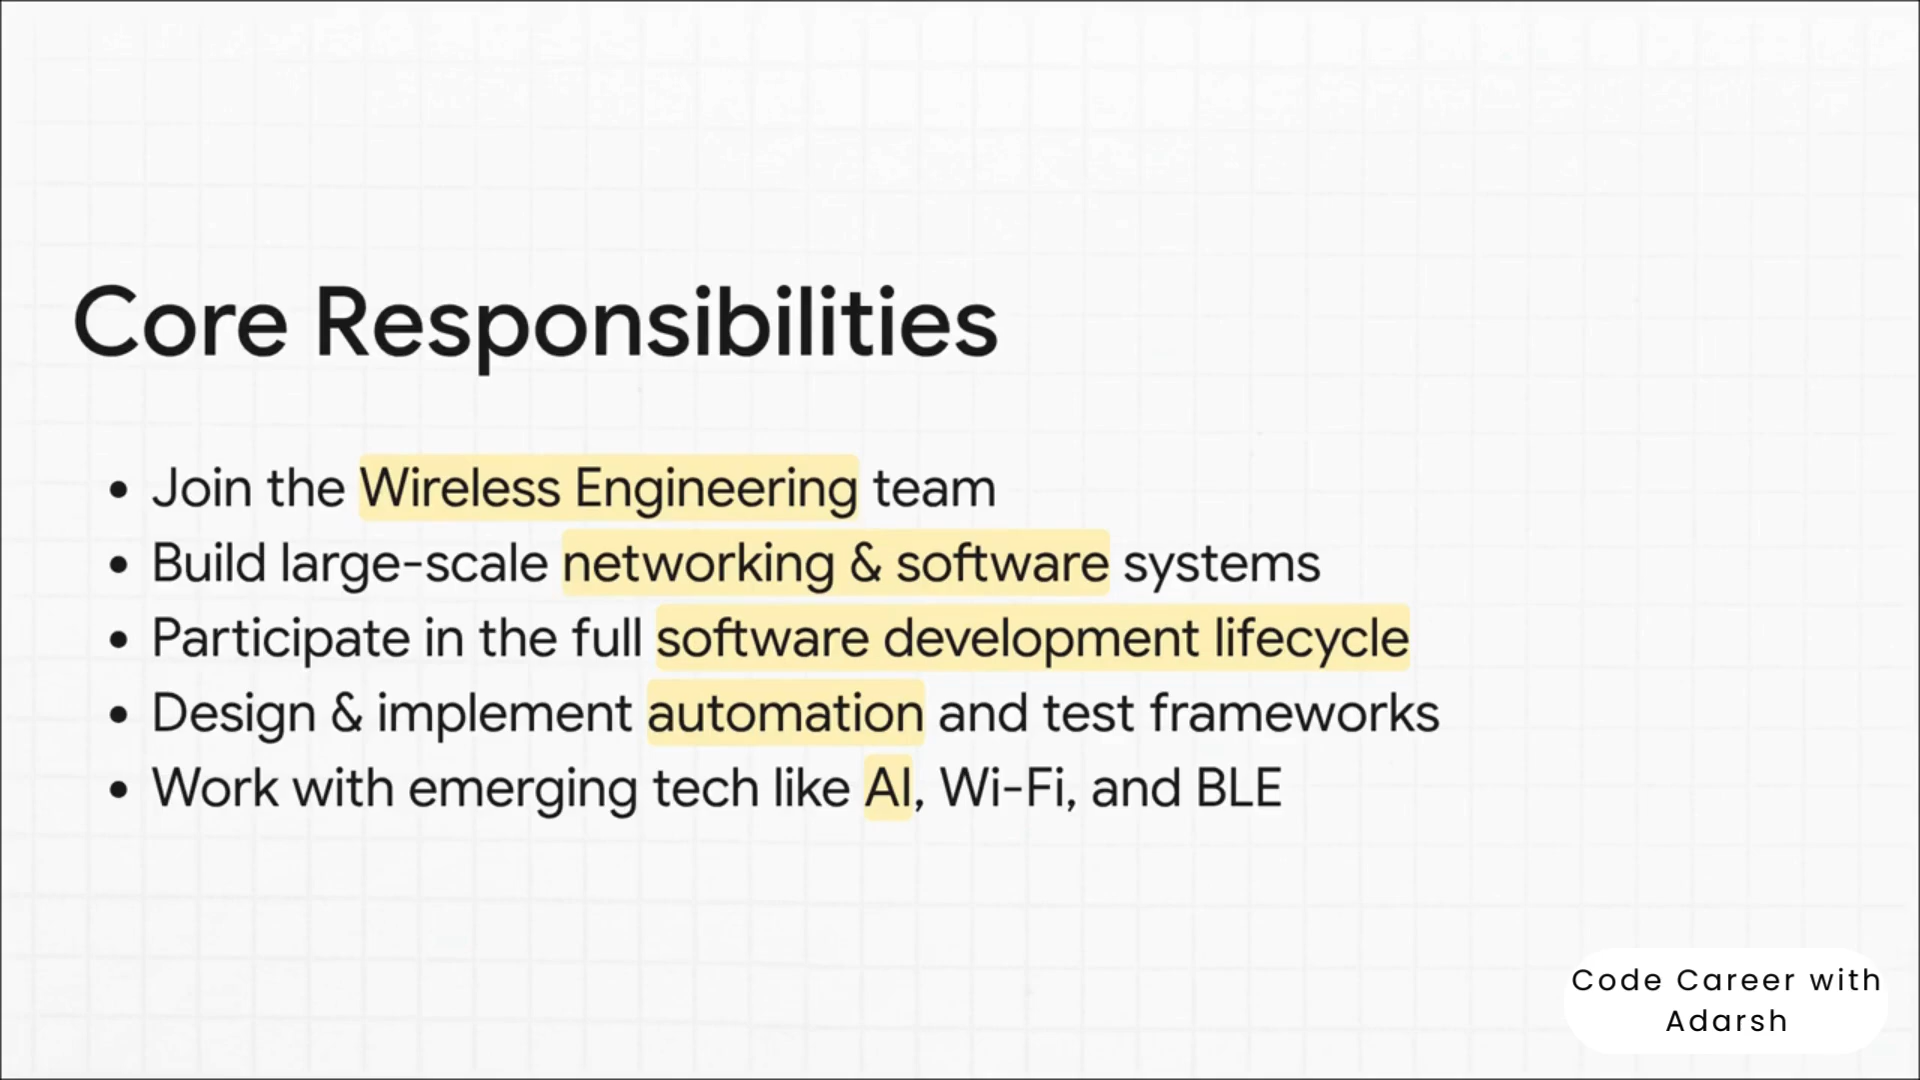 Core Responsibilities
• Join the Wireless Engineering team
• Build large-scale networking & software systems
• Participate in the full software development lifecycle
• Design & implement automation and test frameworks
• Work with emerging tech like AI, Wi-Fi, and BLE
Code Career with
Adarsh